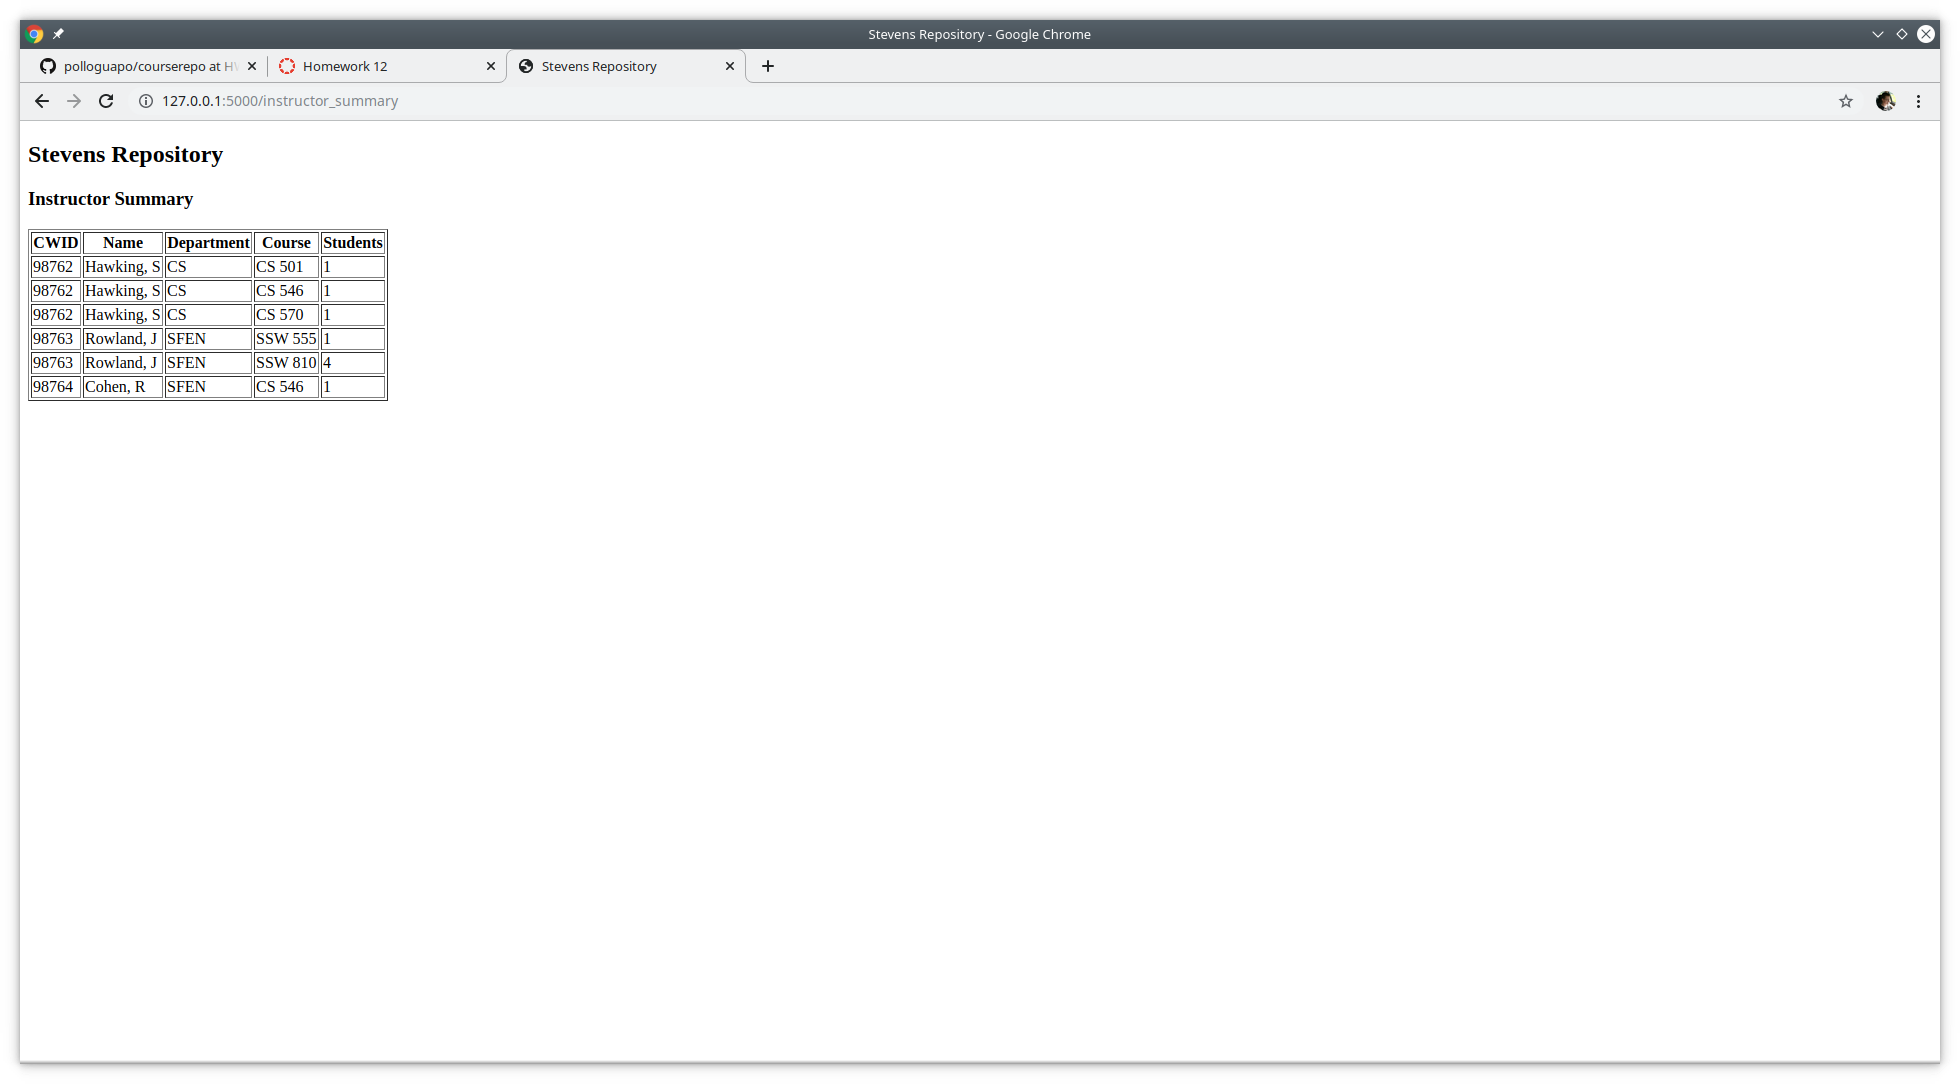 Stevens Repository - Google Chrome
polloguapo/courserepo at HW Homework 12 Stevens Repository
127.0.0.1:5000/instructor_summary
Stevens Repository
Instructor Summary
CWID Name Department Course Students
98762 Hawking, S CS CS 501 1
98762 Hawking, S CS CS 546 1
98762 Hawking, S CS CS 570 1
98763 Rowland, J SFEN SSW 555 1
98763 Rowland, J SFEN SSW 810 4
98764 Cohen, R SFEN CS 546 1